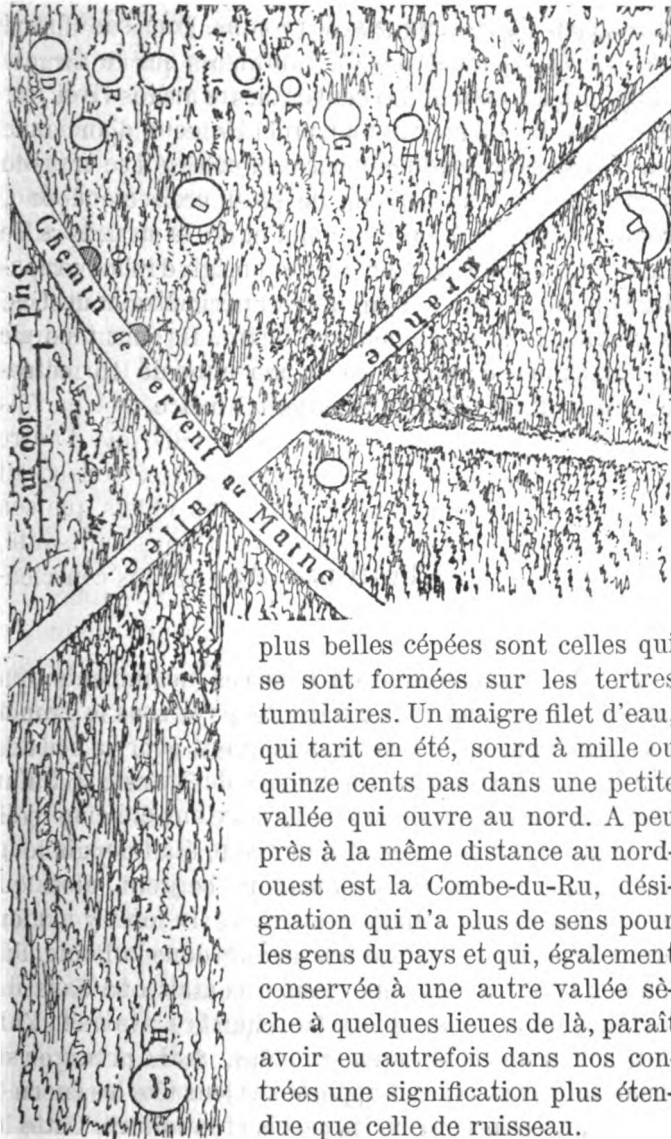 D
P
G
J
K
G
L
E
B
A
O
N
Chemin de Vervent au Maine
Grande allée
Sud
100 m
M
plus belles cépées sont celles qui
se sont formées sur les tertres
tumulaires. Un maigre filet d'eau,
qui tarit en été, sourd à mille ou
quinze cents pas dans une petite
vallée qui ouvre au nord. A peu
près à la même distance au nord-
ouest est la Combe-du-Ru, dési-
gnation qui n'a plus de sens pour
les gens du pays et qui, également
conservée à une autre vallée sè-
che à quelques lieues de là, paraît
avoir eu autrefois dans nos con-
trées une signification plus éten-
due que celle de ruisseau.